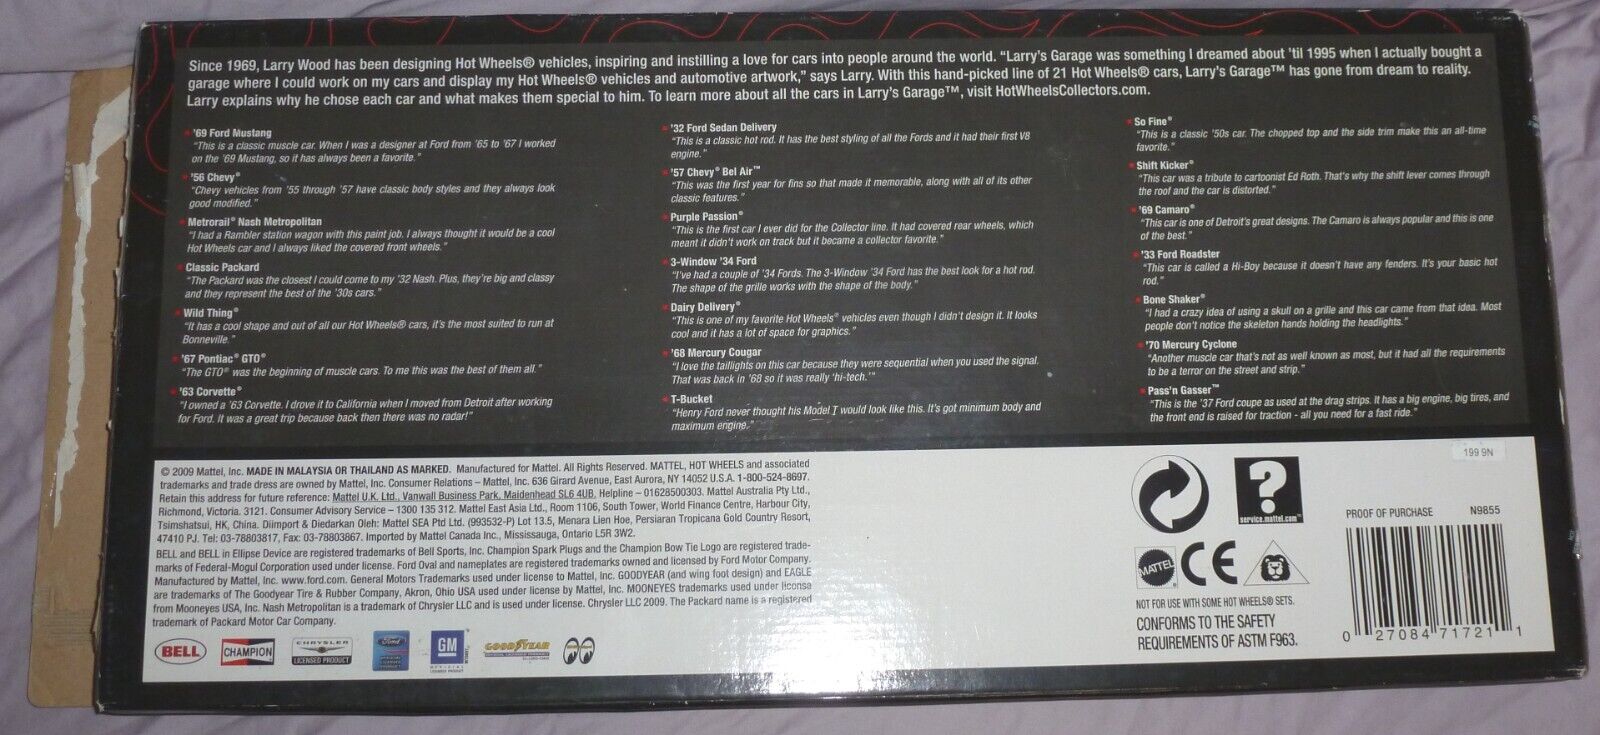 Since 1969, Larry Wood has been designing Hot Wheels® vehicles, inspiring and instilling a love for cars into people around the world. "Larry's Garage was something I dreamed about 'til 1995 when I actually bought a
garage where I could work on my cars and display my Hot Wheels® vehicles and automotive artwork," says Larry. With this hand-picked line of 21 Hot Wheels® cars, Larry's Garage™ has gone from dream to reality.
Larry explains why he chose each car and what makes them special to him. To learn more about all the cars in Larry's Garage™, visit HotWheelsCollectors.com.
'69 Ford Mustang
"This is a classic muscle car. When I was a designer at Ford from '65 to '67 I worked
on the '69 Mustang, so it has always been a favorite."
'56 Chevy®
"Chevy vehicles from '55 through '57 have classic body styles and they always look
good modified."
Metrorail® Nash Metropolitan
"I had a Rambler station wagon with this paint job. I always thought it would be a cool
Hot Wheels car and I always liked the covered front wheels."
Classic Packard
"The Packard was the closest I could come to my '32 Nash. Plus, they're big and classy
and they represent the best of the '30s cars."
Wild Thing®
"It has a cool shape and out of all our Hot Wheels® cars, it's the most suited to run at
Bonneville."
'67 Pontiac® GTO®
"The GTO® was the beginning of muscle cars. To me this was the best of them all."
'63 Corvette®
"I owned a '63 Corvette. I drove it to California when I moved from Detroit after working
for Ford. It was a great trip because back then there was no radar!"
'32 Ford Sedan Delivery
"This is a classic hot rod. It has the best styling of all the Fords and it had their first V8
engine."
'57 Chevy® Bel Air™
"This was the first year for fins so that made it memorable, along with all of its other
classic features."
Purple Passion®
"This is the first car I ever did for the Collector line. It had covered rear wheels, which
meant it didn't work on track but it became a collector favorite."
3-Window '34 Ford
"I've had a couple of '34 Fords. The 3-Window '34 Ford has the best look for a hot rod.
The shape of the grille works with the shape of the body."
Dairy Delivery®
"This is one of my favorite Hot Wheels® vehicles even though I didn't design it. It looks
cool and it has a lot of space for graphics."
'68 Mercury Cougar
"I love the taillights on this car because they were sequential when you used the signal.
That was back in '68 so it was really 'hi-tech.'"
T-Bucket
"Henry Ford never thought his Model T would look like this. It's got minimum body and
maximum engine."
So Fine®
"This is a classic '50s car. The chopped top and the side trim make this an all-time
favorite."
Shift Kicker®
"This car was a tribute to cartoonist Ed Roth. That's why the shift lever comes through
the roof and the car is distorted."
'69 Camaro®
"This car is one of Detroit's great designs. The Camaro is always popular and this is one
of the best."
'33 Ford Roadster
"This car is called a Hi-Boy because it doesn't have any fenders. It's your basic hot
rod."
Bone Shaker®
"I had a crazy idea of using a skull on a grille and this car came from that idea. Most
people don't notice the skeleton hands holding the headlights."
'70 Mercury Cyclone
"Another muscle car that's not as well known as most, but it had all the requirements
to be a terror on the street and strip."
Pass'n Gasser™
"This is the '37 Ford coupe as used at the drag strips. It has a big engine, big tires, and
the front end is raised for traction - all you need for a fast ride."
© 2009 Mattel, Inc. MADE IN MALAYSIA OR THAILAND AS MARKED. Manufactured for Mattel. All Rights Reserved. MATTEL, HOT WHEELS and associated
trademarks and trade dress are owned by Mattel, Inc. Consumer Relations – Mattel, Inc. 636 Girard Avenue, East Aurora, NY 14052 U.S.A. 1-800-524-8697.
Retain this address for future reference: Mattel U.K. Ltd., Vanwall Business Park, Maidenhead SL6 4UB, Helpline – 01628500303. Mattel Australia Pty Ltd.,
Richmond, Victoria. 3121. Consumer Advisory Service – 1300 135 312. Mattel East Asia Ltd., Room 1106, South Tower, World Finance Centre, Harbour City,
Tsimshatsui, HK, China. Diimport & Diedarkan Oleh: Mattel SEA Ptd Ltd. (993532-P) Lot 13.5, Menara Lien Hoe, Persiaran Tropicana Gold Country Resort,
47410 PJ. Tel: 03-78803817, Fax: 03-78803867. Imported by Mattel Canada Inc., Mississauga, Ontario L5R 3W2.
BELL and BELL in Ellipse Device are registered trademarks of Bell Sports, Inc. Champion Spark Plugs and the Champion Bow Tie Logo are registered trade-
marks of Federal-Mogul Corporation used under license. Ford Oval and nameplates are registered trademarks owned and licensed by Ford Motor Company.
Manufactured by Mattel, Inc. www.ford.com. General Motors Trademarks used under license to Mattel, Inc. GOODYEAR (and wing foot design) and EAGLE
are trademarks of The Goodyear Tire & Rubber Company, Akron, Ohio USA used under license by Mattel, Inc. MOONEYES trademarks used under license
from Mooneyes USA, Inc. Nash Metropolitan is a trademark of Chrysler LLC and is used under license. Chrysler LLC 2009. The Packard name is a registered
trademark of Packard Motor Car Company.
BELL
CHAMPION
CHRYSLER
LICENSED PRODUCT
Ford
GM
GOODYEAR
service.mattel.com™
MATTEL
CE
NOT FOR USE WITH SOME HOT WHEELS® SETS.
CONFORMS TO THE SAFETY
REQUIREMENTS OF ASTM F963.
199 9N
PROOF OF PURCHASE N9855
0 27084 71721 1